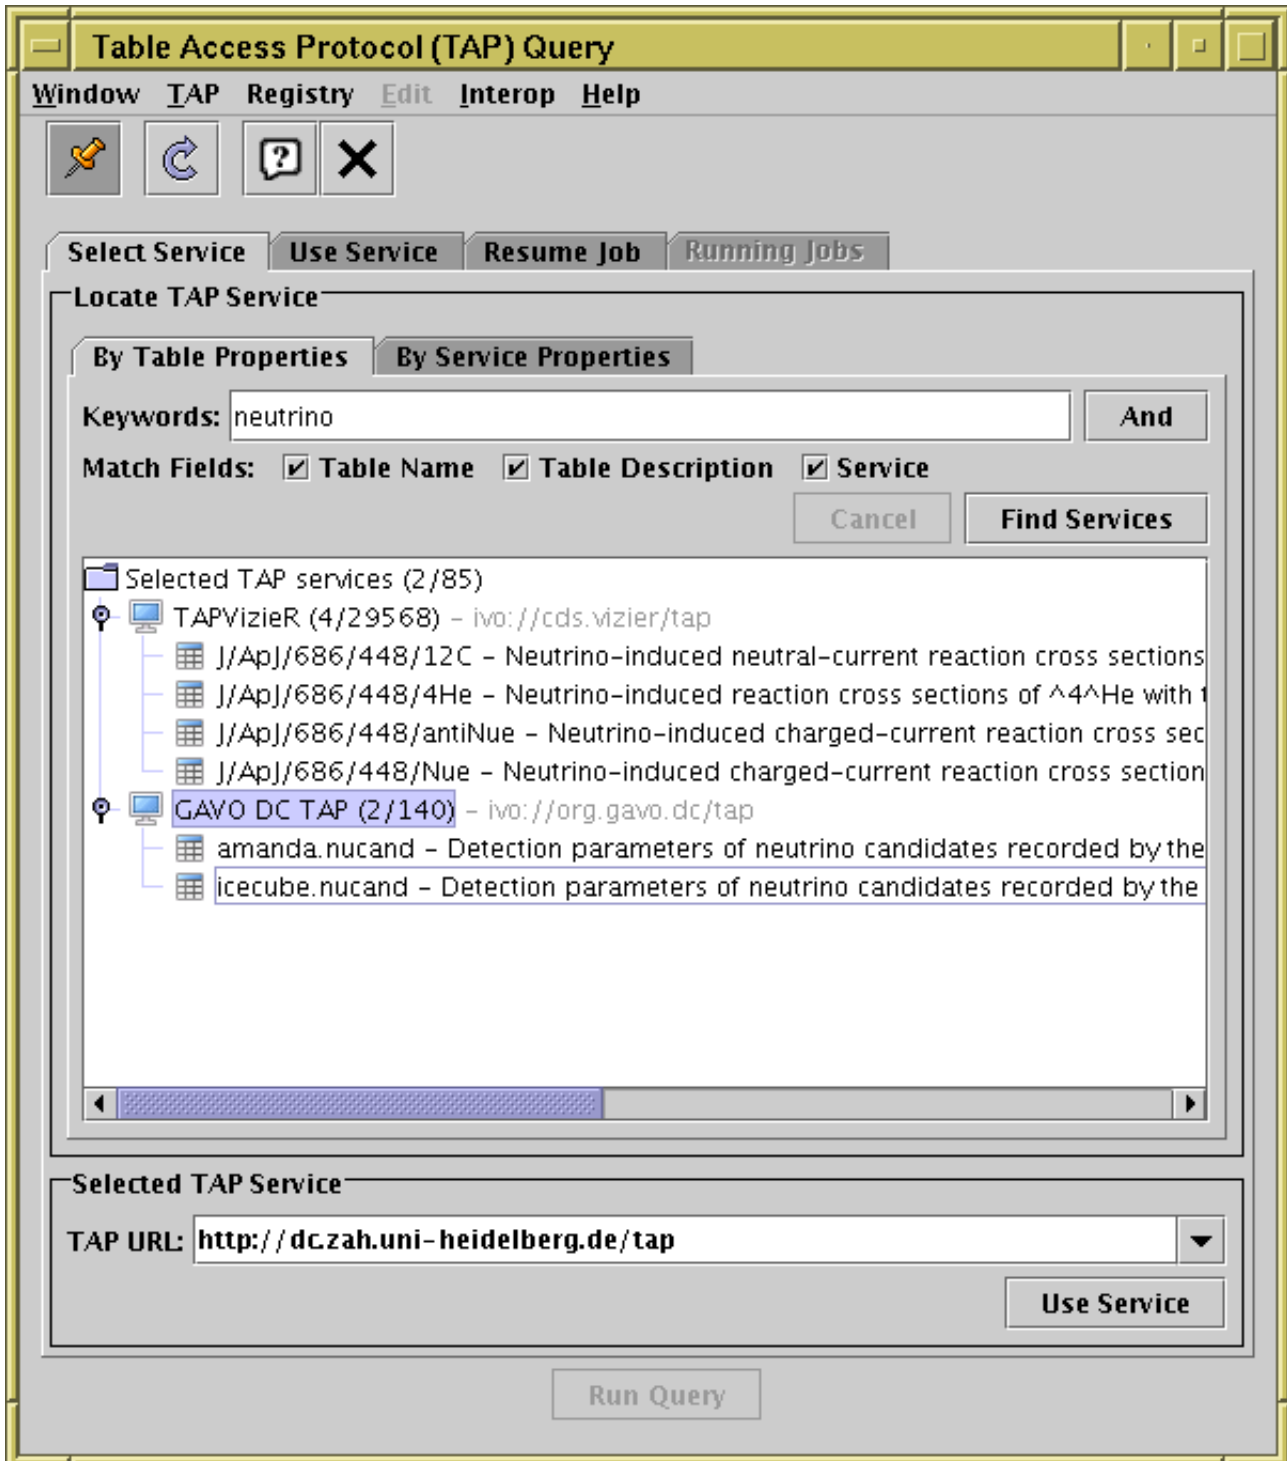 Table Access Protocol (TAP) Query
Window TAP Registry Edit Interop Help
Select Service Use Service Resume Job Running Jobs
Locate TAP Service
By Table Properties By Service Properties
Keywords: neutrino And
Match Fields: Table Name Table Description Service
Cancel Find Services
Selected TAP services (2/85)
TAPVizieR (4/29568) – ivo://cds.vizier/tap
J/ApJ/686/448/12C – Neutrino-induced neutral-current reaction cross sections
J/ApJ/686/448/4He – Neutrino-induced reaction cross sections of ^4^He with t
J/ApJ/686/448/antiNue – Neutrino-induced charged-current reaction cross sec
J/ApJ/686/448/Nue – Neutrino-induced charged-current reaction cross section
GAVO DC TAP (2/140) – ivo://org.gavo.dc/tap
amanda.nucand – Detection parameters of neutrino candidates recorded by the
icecube.nucand – Detection parameters of neutrino candidates recorded by the
Selected TAP Service
TAP URL: http://dc.zah.uni-heidelberg.de/tap
Use Service
Run Query